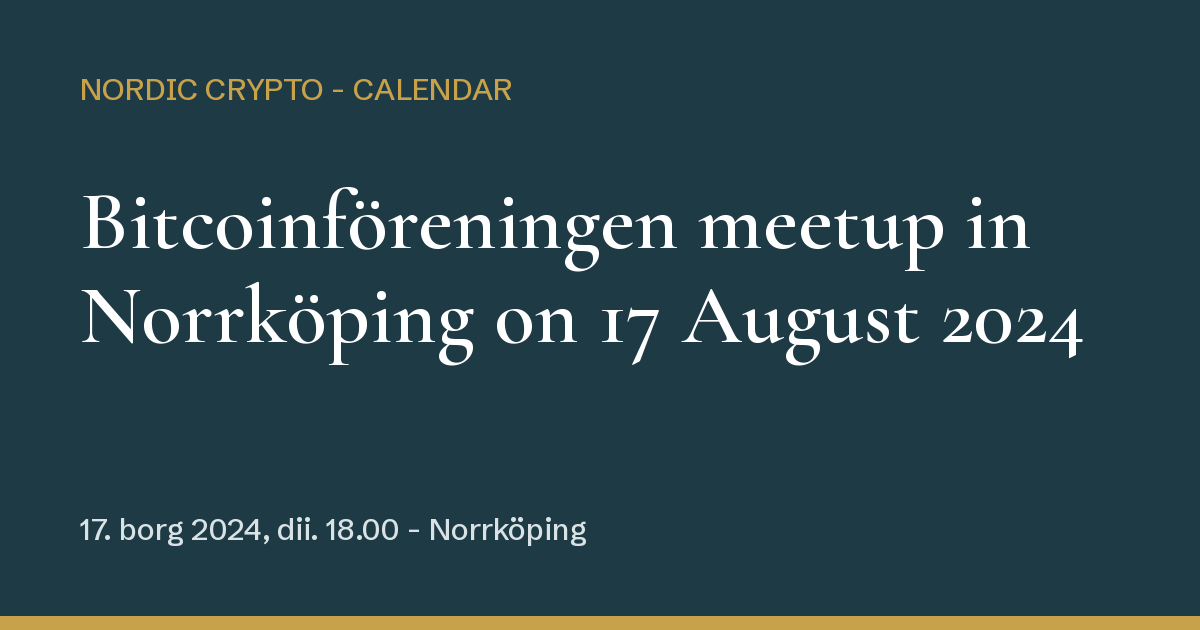 NORDIC CRYPTO - CALENDAR
Bitcoinföreningen meetup in
Norrköping on 17 August 2024
17. borg 2024, dii. 18.00 - Norrköping